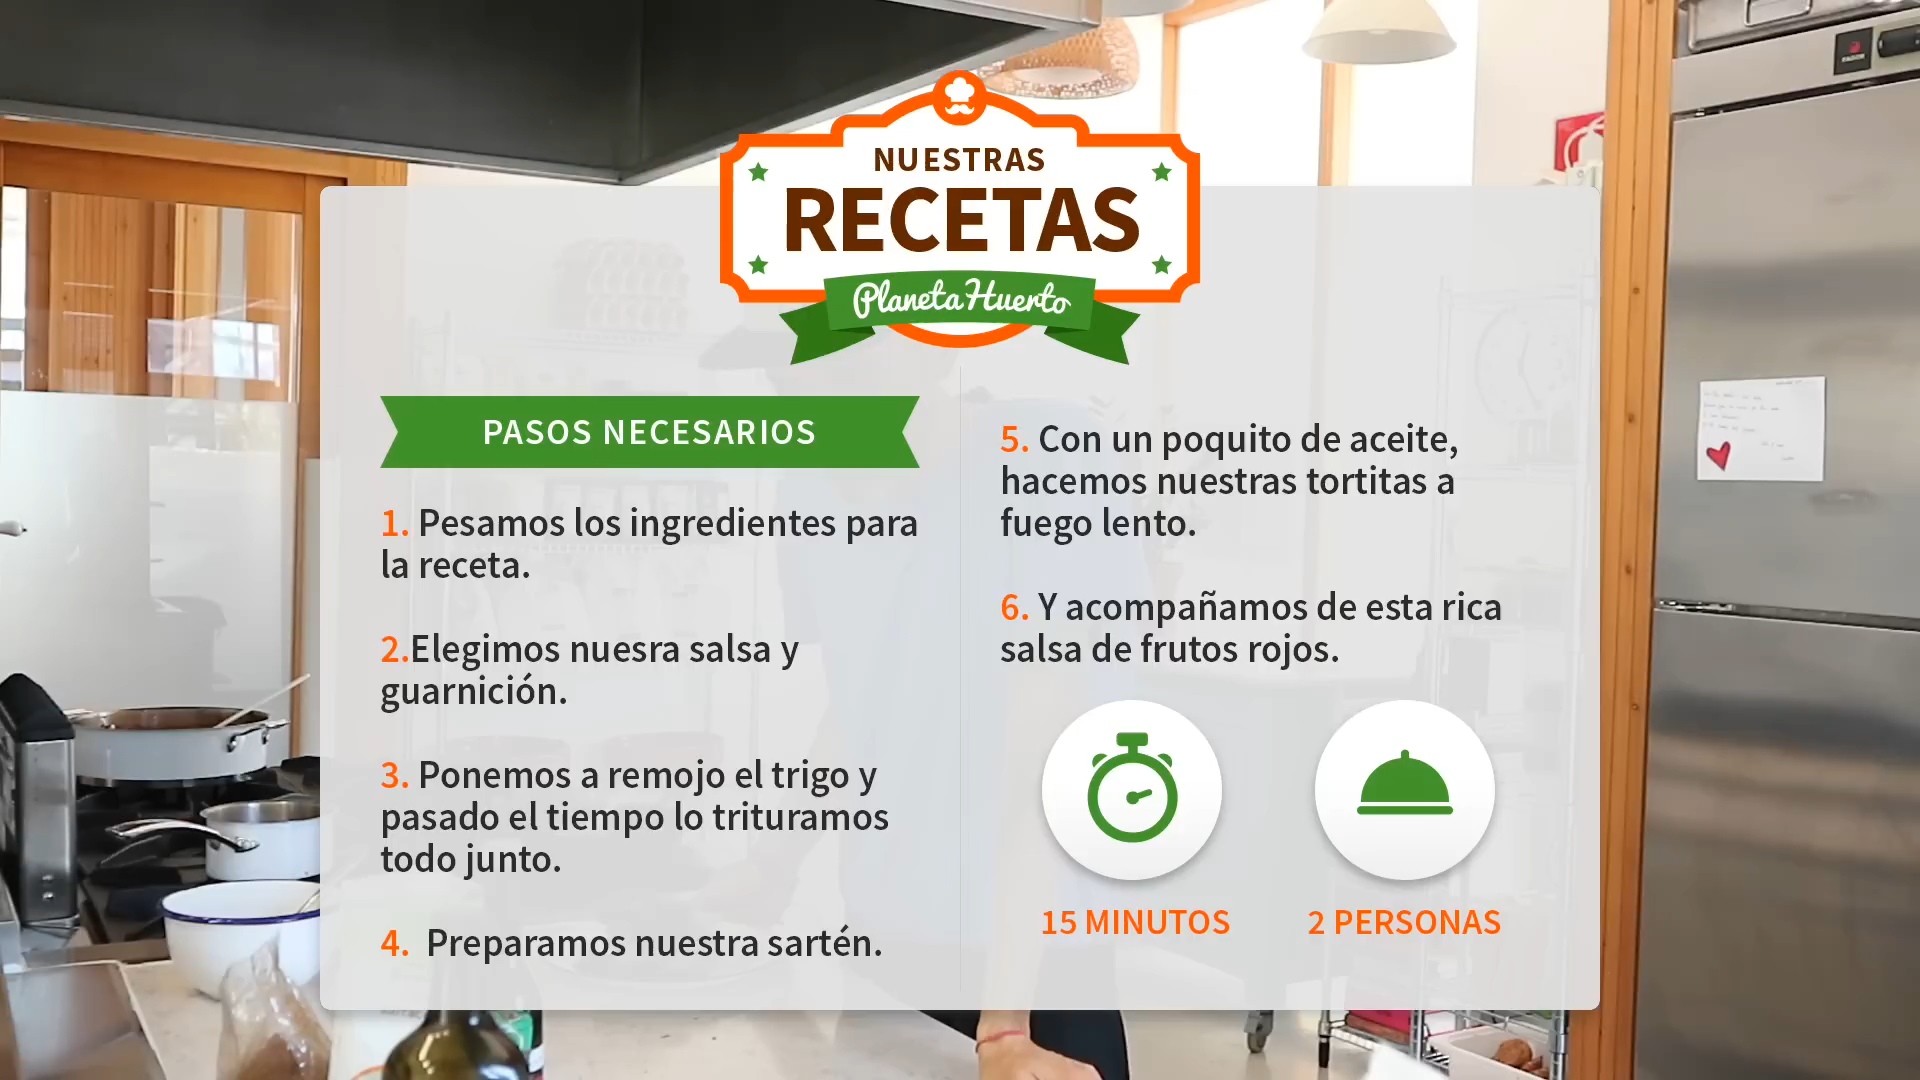 NUESTRAS
RECETAS
Planeta Huerto
PASOS NECESARIOS
1. Pesamos los ingredientes para
la receta.
2.Elegimos nuesra salsa y
guarnición.
3. Ponemos a remojo el trigo y
pasado el tiempo lo trituramos
todo junto.
4. Preparamos nuestra sartén.
5. Con un poquito de aceite,
hacemos nuestras tortitas a
fuego lento.
6. Y acompañamos de esta rica
salsa de frutos rojos.
15 MINUTOS
2 PERSONAS